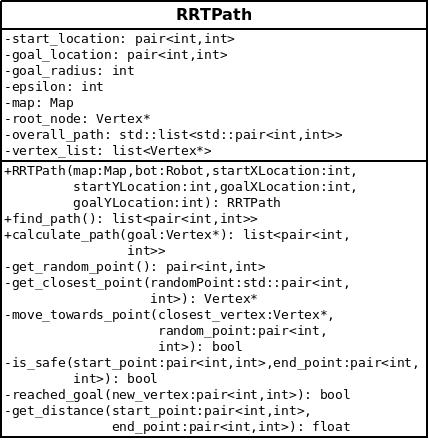 RRTPath
-start_location: pair<int,int>
-goal_location: pair<int,int>
-goal_radius: int
-epsilon: int
-map: Map
-root_node: Vertex*
-overall_path: std::list<std::pair<int,int>>
-vertex_list: list<Vertex*>
+RRTPath(map:Map,bot:Robot,startXLocation:int,
startYLocation:int,goalXLocation:int,
goalYLocation:int): RRTPath
+find_path(): list<pair<int,int>>
+calculate_path(goal:Vertex*): list<pair<int,
int>>
-get_random_point(): pair<int,int>
-get_closest_point(randomPoint:std::pair<int,
int>): Vertex*
-move_towards_point(closest_vertex:Vertex*,
random_point:pair<int,
int>): bool
-is_safe(start_point:pair<int,int>,end_point:pair<int,
int>): bool
-reached_goal(new_vertex:pair<int,int>): bool
-get_distance(start_point:pair<int,int>,
end_point:pair<int,int>): float